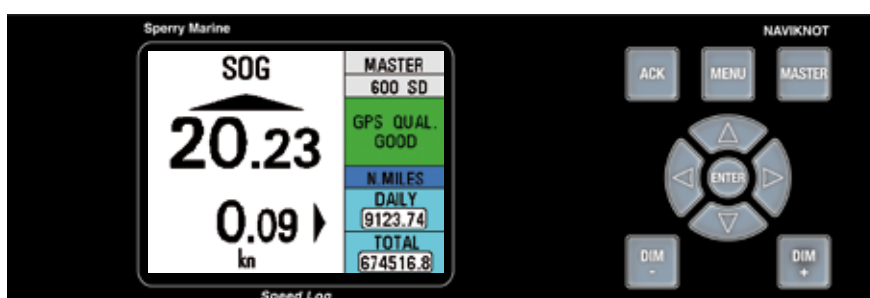 Sperry Marine
NAVIKNOT
SOG
20.23
0.09
kn
MASTER
600 SD
GPS QUAL.
GOOD
N.MILES
DAILY
9123.74
TOTAL
674516.8
ACK
MENU
MASTER
ENTER
DIM
-
DIM
+
Speed Log